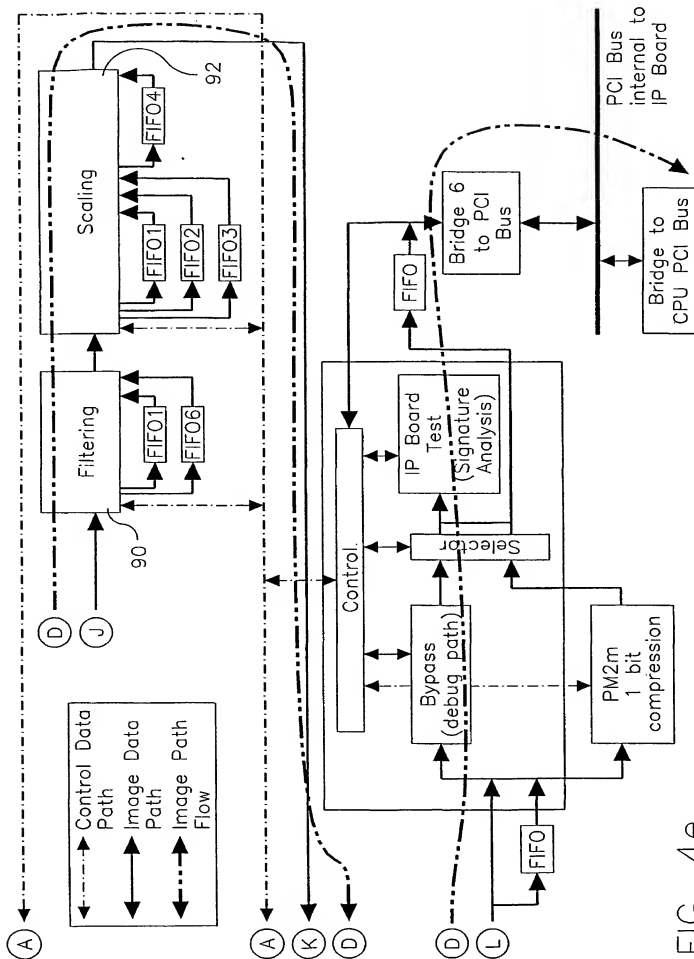 A
Control Data
Path
Image Data
Path
Image Path
Flow
D
J
Filtering
90
FIFO1
FIFO6
Scaling
92
FIFO1
FIFO2
FIFO3
FIFO4
A
K
D
Control.
Bypass
(debug path)
Selector
IP Board
Test
(Signature
Analysis)
FIFO
Bridge 6
to PCI
Bus
PCI Bus
internal to
IP Board
Bridge to
CPU PCI Bus
D
L
FIFO
PM2m
1 bit
compression
FIG. 4e